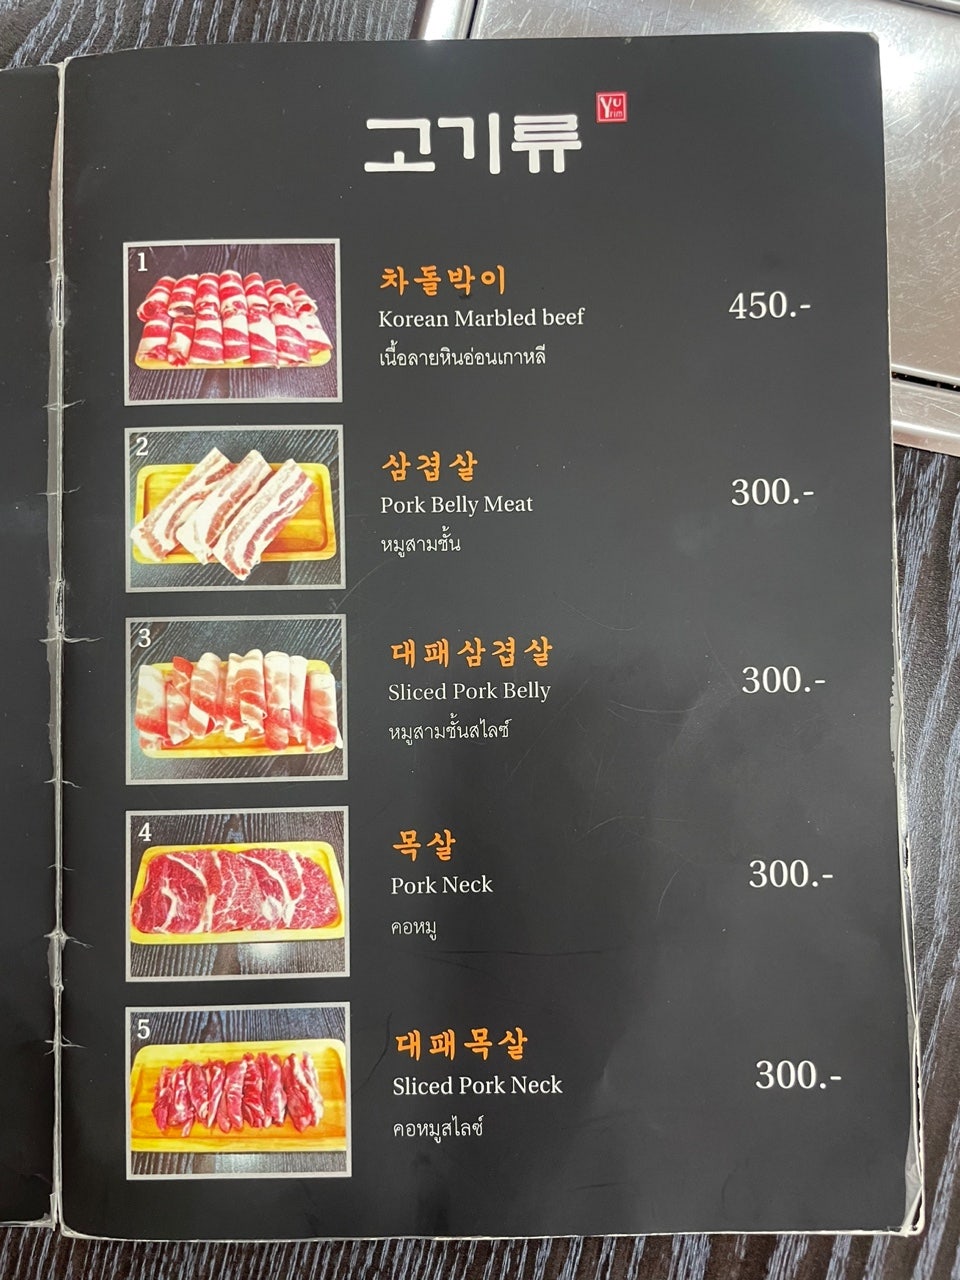 고기류
Yu
rim
1
차돌박이
Korean Marbled beef
เนื้อลายหินอ่อนเกาหลี
450.-
2
삼겹살
Pork Belly Meat
หมูสามชั้น
300.-
3
대패삼겹살
Sliced Pork Belly
หมูสามชั้นสไลซ์
300.-
4
목살
Pork Neck
คอหมู
300.-
5
대패목살
Sliced Pork Neck
คอหมูสไลซ์
300.-